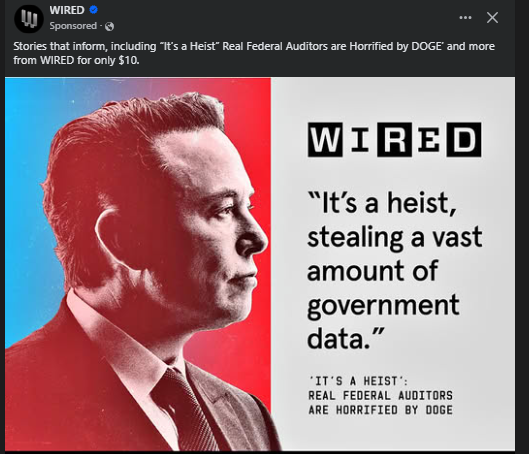 WIRED
Sponsored ·
Stories that inform, including "It's a Heist" Real Federal Auditors are Horrified by DOGE' and more
from WIRED for only $10.
WIRED
"It's a heist,
stealing a vast
amount of
government
data."
'IT'S A HEIST':
REAL FEDERAL AUDITORS
ARE HORRIFIED BY DOGE